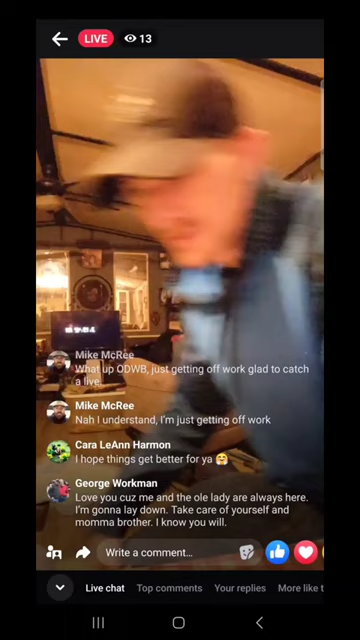 LIVE 13
Mike McRee
What up ODWB, just getting off work glad to catch
a live.
Mike McRee
Nah I understand, I'm just getting off work
Cara LeAnn Harmon
I hope things get better for ya 🤗
George Workman
Love you cuz me and the ole lady are always here.
I'm gonna lay down. Take care of yourself and
momma brother. I know you will.
Write a comment...
Live chat Top comments Your replies More like t